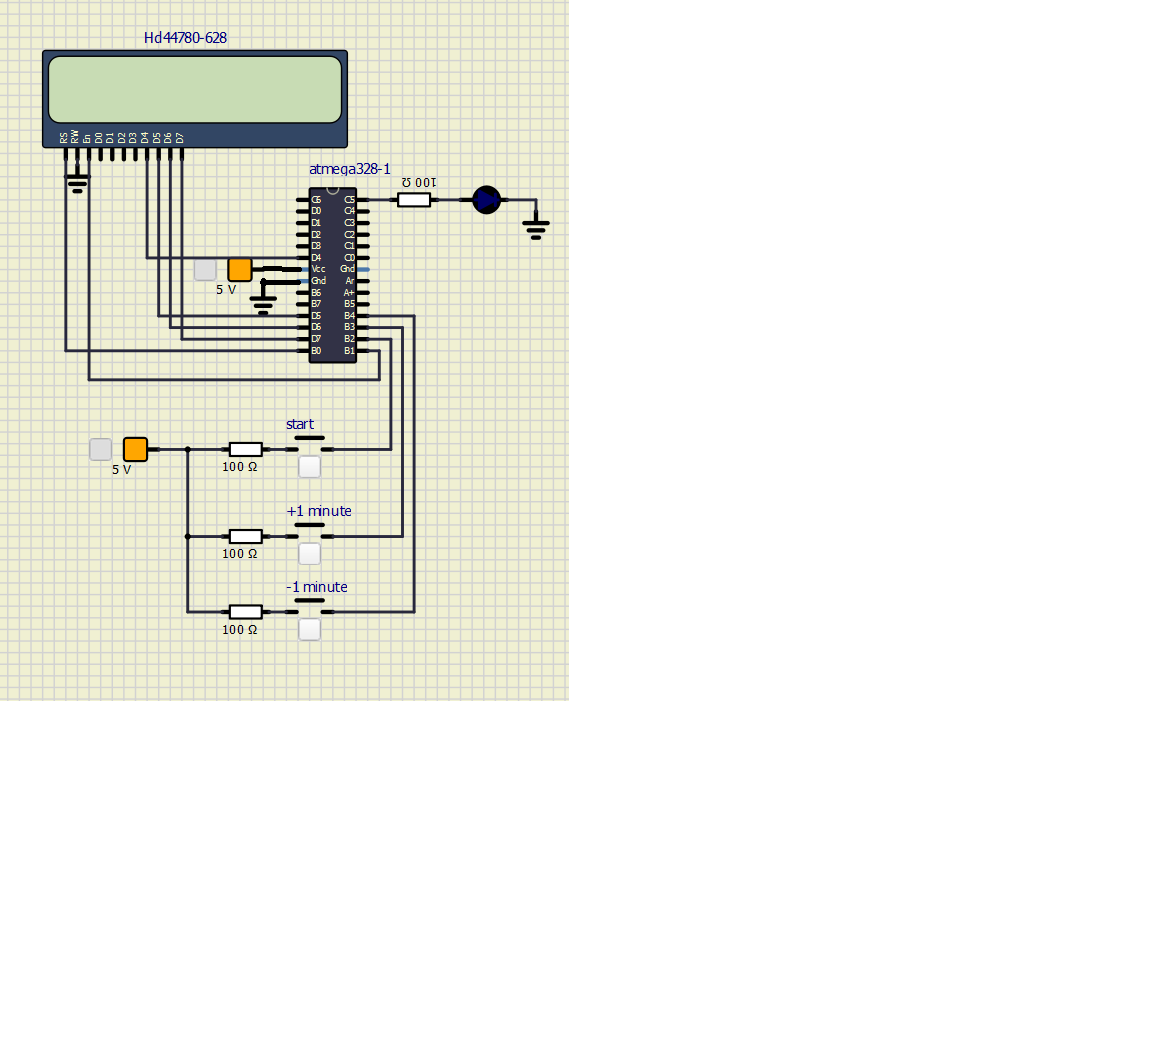 Hd44780-628
RS RW En D0 D1 D2 D3 D4 D5 D6 D7
atmega328-1
100 Ω
C6 C5
D0 C4
D1 C3
D2 C2
D3 C1
D4 C0
Vcc Gnd
Gnd Ar
B6 A+
B7 B5
D5 B4
D6 B3
D7 B2
B0 B1
5 V
start
5 V
100 Ω
+1 minute
100 Ω
-1 minute
100 Ω